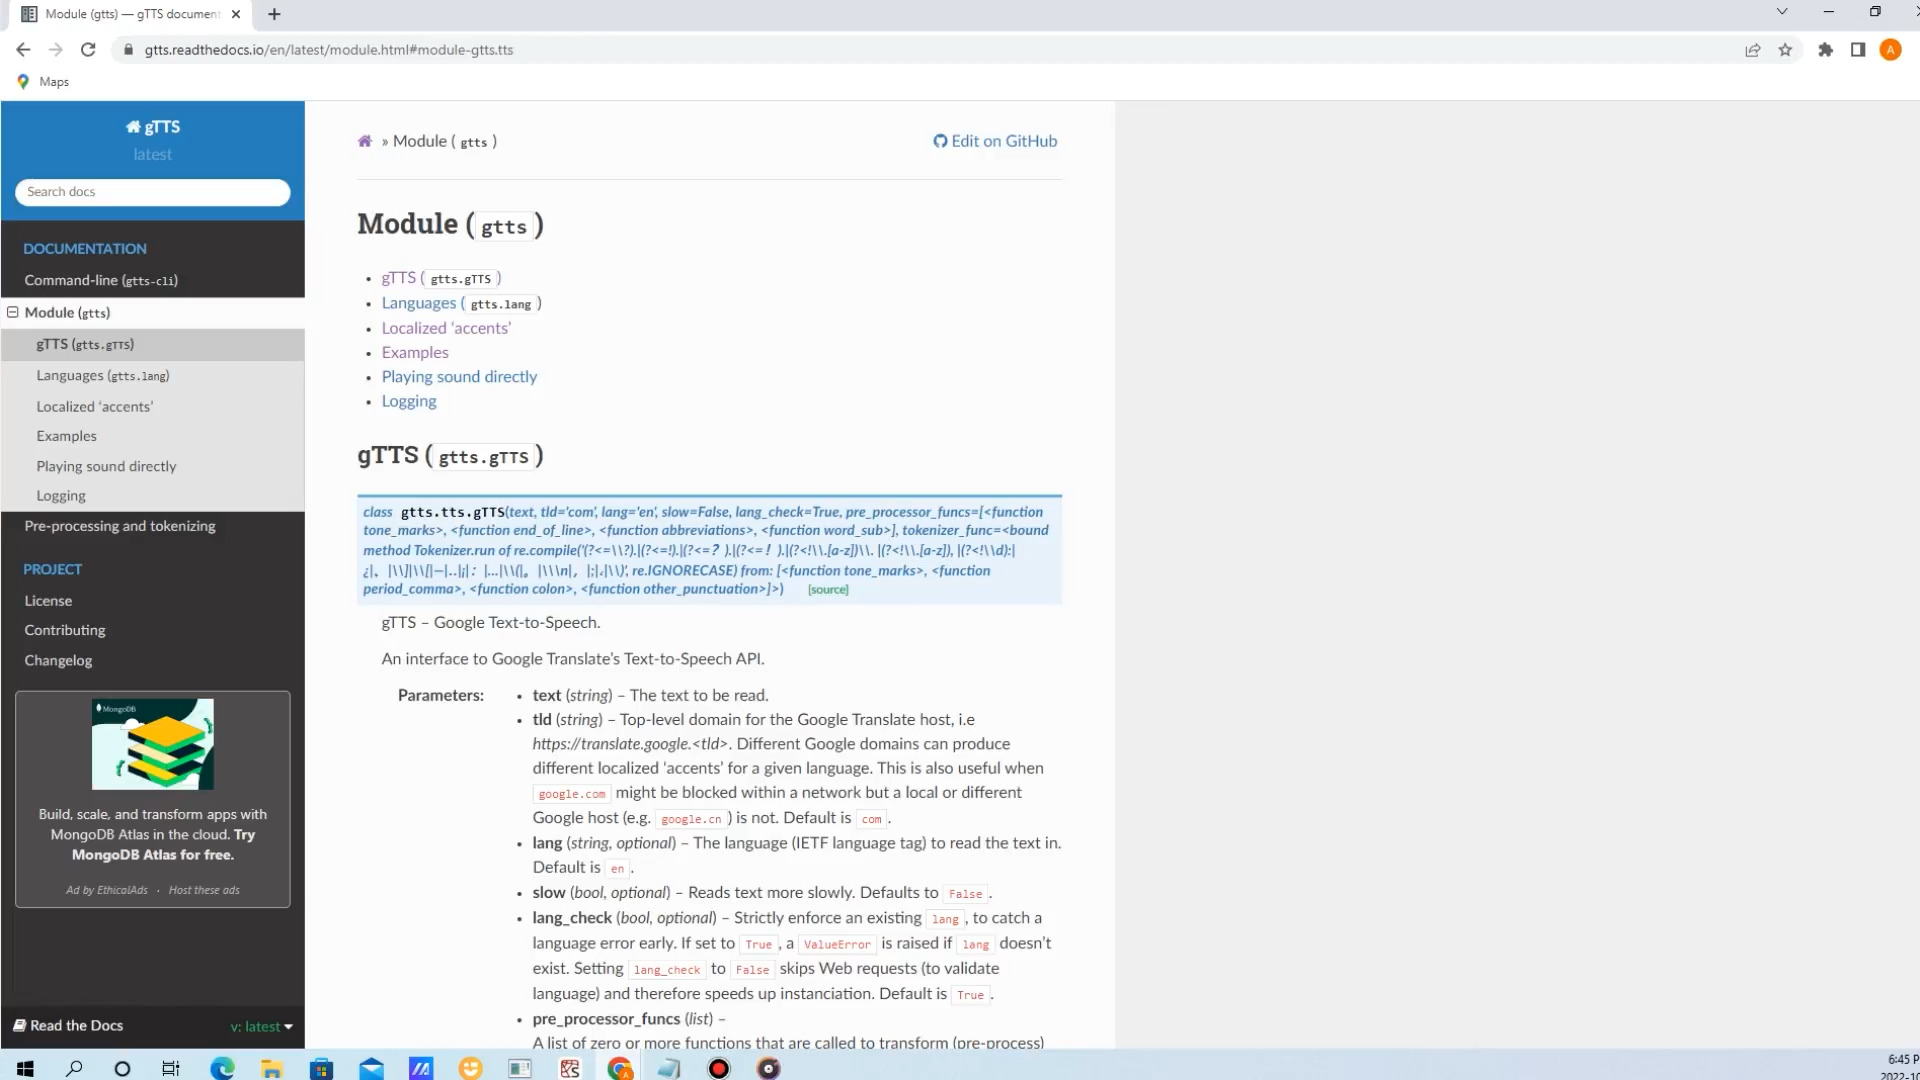 Module (gtts) — gTTS document
gtts.readthedocs.io/en/latest/module.html#module-gtts.tts
A
Maps
gTTS
latest
Search docs
DOCUMENTATION
Command-line (gtts-cli)
Module (gtts)
gTTS (gtts.gTTS)
Languages (gtts.lang)
Localized ‘accents’
Examples
Playing sound directly
Logging
Pre-processing and tokenizing
PROJECT
License
Contributing
Changelog
MongoDB
Build, scale, and transform apps with
MongoDB Atlas in the cloud. Try
MongoDB Atlas for free.
Ad by EthicalAds · Host these ads
Read the Docs
v: latest
» Module ( gtts )
Edit on GitHub
Module ( gtts )
• gTTS ( gtts.gTTS )
• Languages ( gtts.lang )
• Localized ‘accents’
• Examples
• Playing sound directly
• Logging
gTTS ( gtts.gTTS )
class gtts.tts.gTTS(text, tld='com', lang='en', slow=False, lang_check=True, pre_processor_funcs=[<function
tone_marks>, <function end_of_line>, <function abbreviations>, <function word_sub>], tokenizer_func=<bound
method Tokenizer.run of re.compile('(?<=\\?).|(?<=!).|(?<=？).|(?<=！).|(?<!\\.[a-z])\\. |(?<!\\.[a-z]), |(?<!\\d):|
re.IGNORECASE) from: [<function tone_marks>, <function
period_comma>, <function colon>, <function other_punctuation>]>) [source]
gTTS – Google Text-to-Speech.
An interface to Google Translate’s Text-to-Speech API.
Parameters:
• text (string) – The text to be read.
• tld (string) – Top-level domain for the Google Translate host, i.e
https://translate.google.<tld>. Different Google domains can produce
different localized ‘accents’ for a given language. This is also useful when
google.com might be blocked within a network but a local or different
Google host (e.g. google.cn ) is not. Default is com .
• lang (string, optional) – The language (IETF language tag) to read the text in.
Default is en .
• slow (bool, optional) – Reads text more slowly. Defaults to False .
• lang_check (bool, optional) – Strictly enforce an existing lang , to catch a
language error early. If set to True , a ValueError is raised if lang doesn’t
exist. Setting lang_check to False skips Web requests (to validate
language) and therefore speeds up instanciation. Default is True .
• pre_processor_funcs (list) –
A list of zero or more functions that are called to transform (pre-process)
6:45 P
2022-10